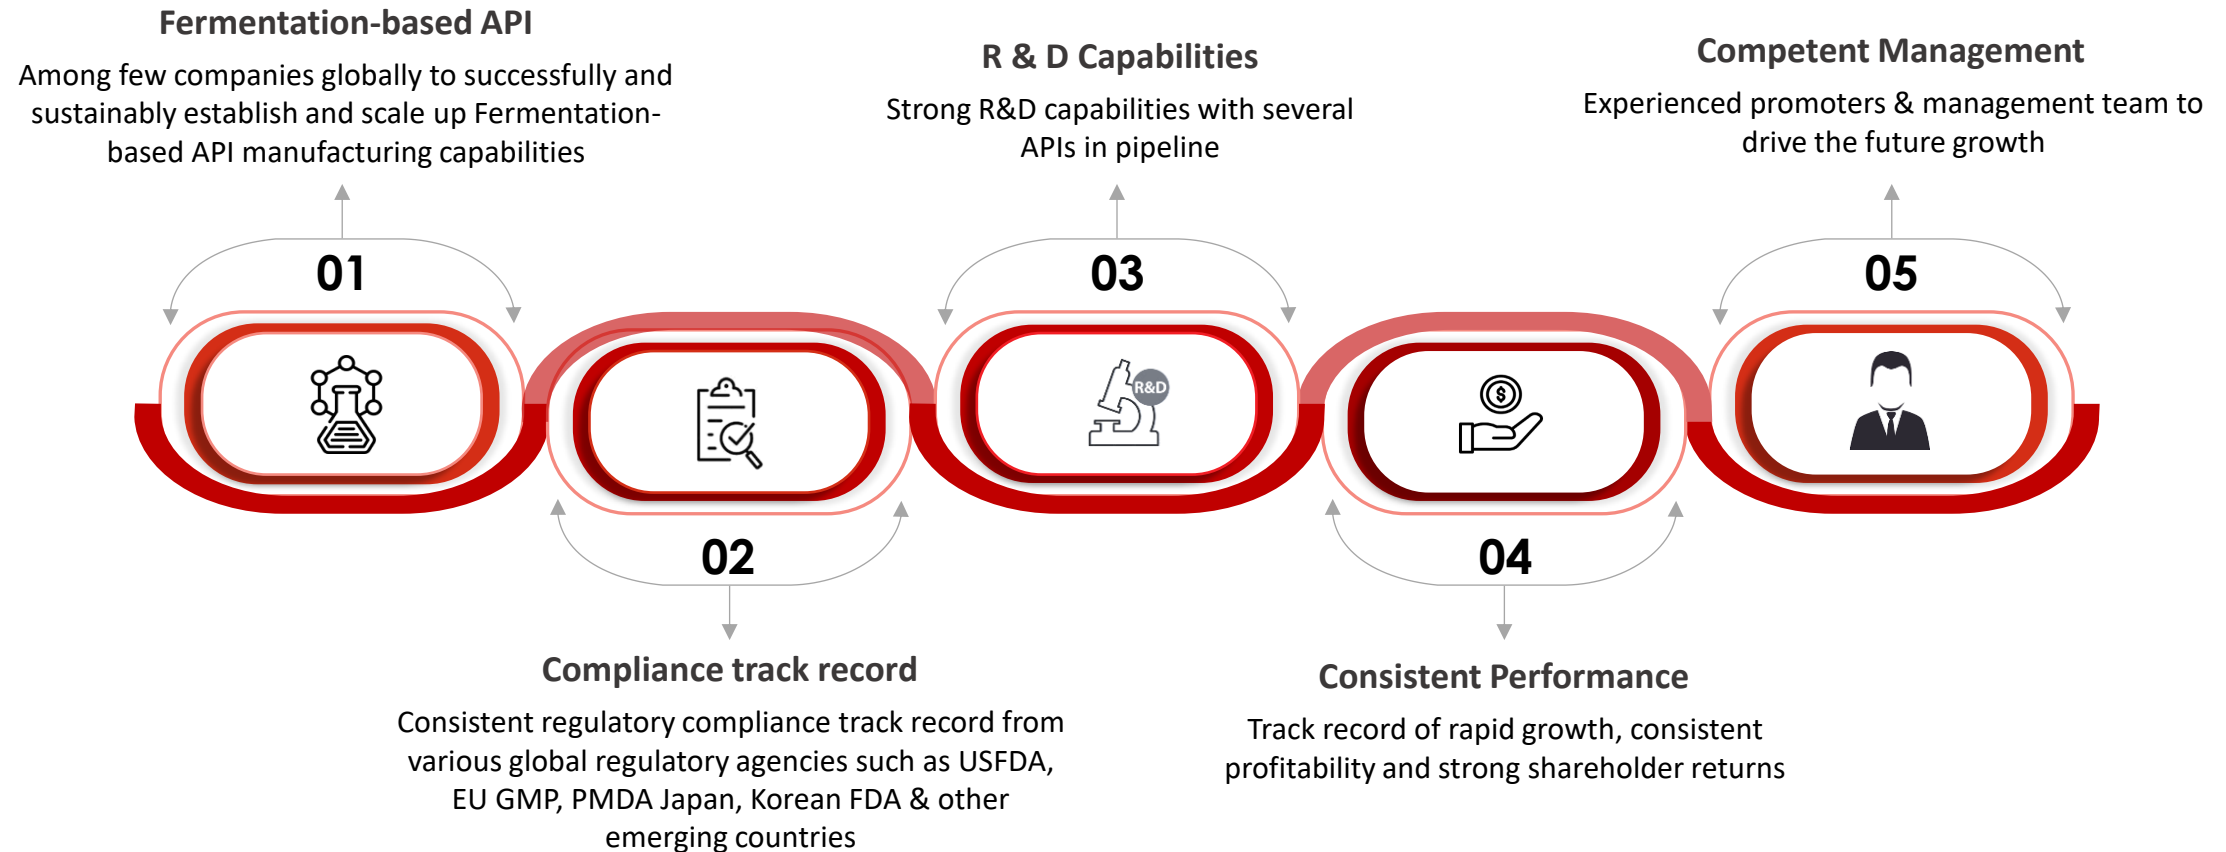 Fermentation-based API
Among few companies globally to successfully and
sustainably establish and scale up Fermentation-
based API manufacturing capabilities
01
Compliance track record
Consistent regulatory compliance track record from
various global regulatory agencies such as USFDA,
EU GMP, PMDA Japan, Korean FDA & other
emerging countries
02
R & D Capabilities
Strong R&D capabilities with several
APIs in pipeline
03
R&D
Consistent Performance
Track record of rapid growth, consistent
profitability and strong shareholder returns
04
$
Competent Management
Experienced promoters & management team to
drive the future growth
05